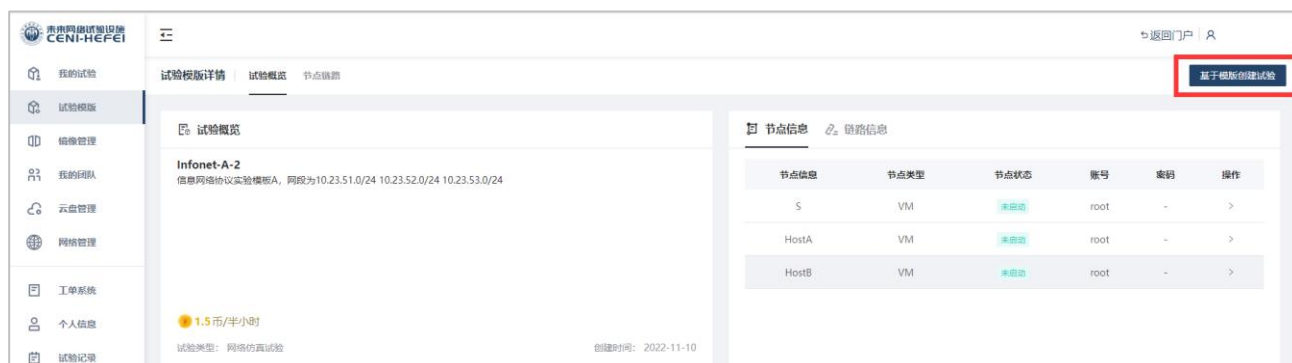 未来网络试验设施
CENI-HEFEI
返回门户
我的试验
试验模版
镜像管理
我的团队
云盘管理
网络管理
工单系统
个人信息
试验记录
试验模版详情 试验概览 节点链路
基于模版创建试验
试验概览
Infonet-A-2
信息网络协议实验模板A，网段为10.23.51.0/24 10.23.52.0/24 10.23.53.0/24
1.5币/半小时
试验类型： 网络仿真试验 创建时间： 2022-11-10
节点信息 链路信息
节点信息 节点类型 节点状态 账号 密码 操作
S VM 未启动 root - >
HostA VM 未启动 root - >
HostB VM 未启动 root - >